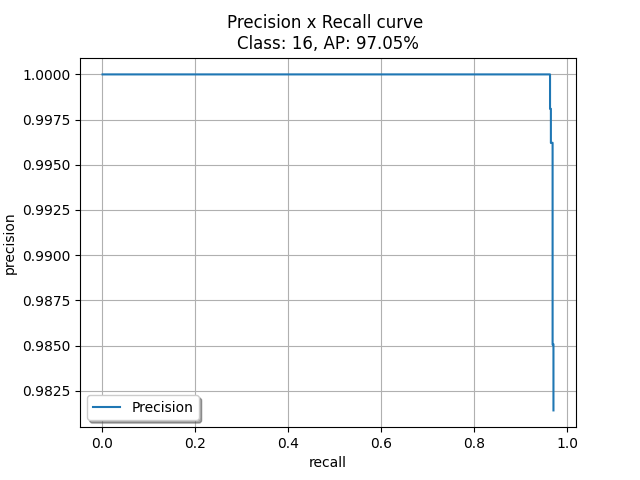 Precision x Recall curve
Class: 16, AP: 97.05%
1.0000
0.9975
0.9950
0.9925
0.9900
0.9875
0.9850
0.9825
precision
Precision
0.0 0.2 0.4 0.6 0.8 1.0
recall